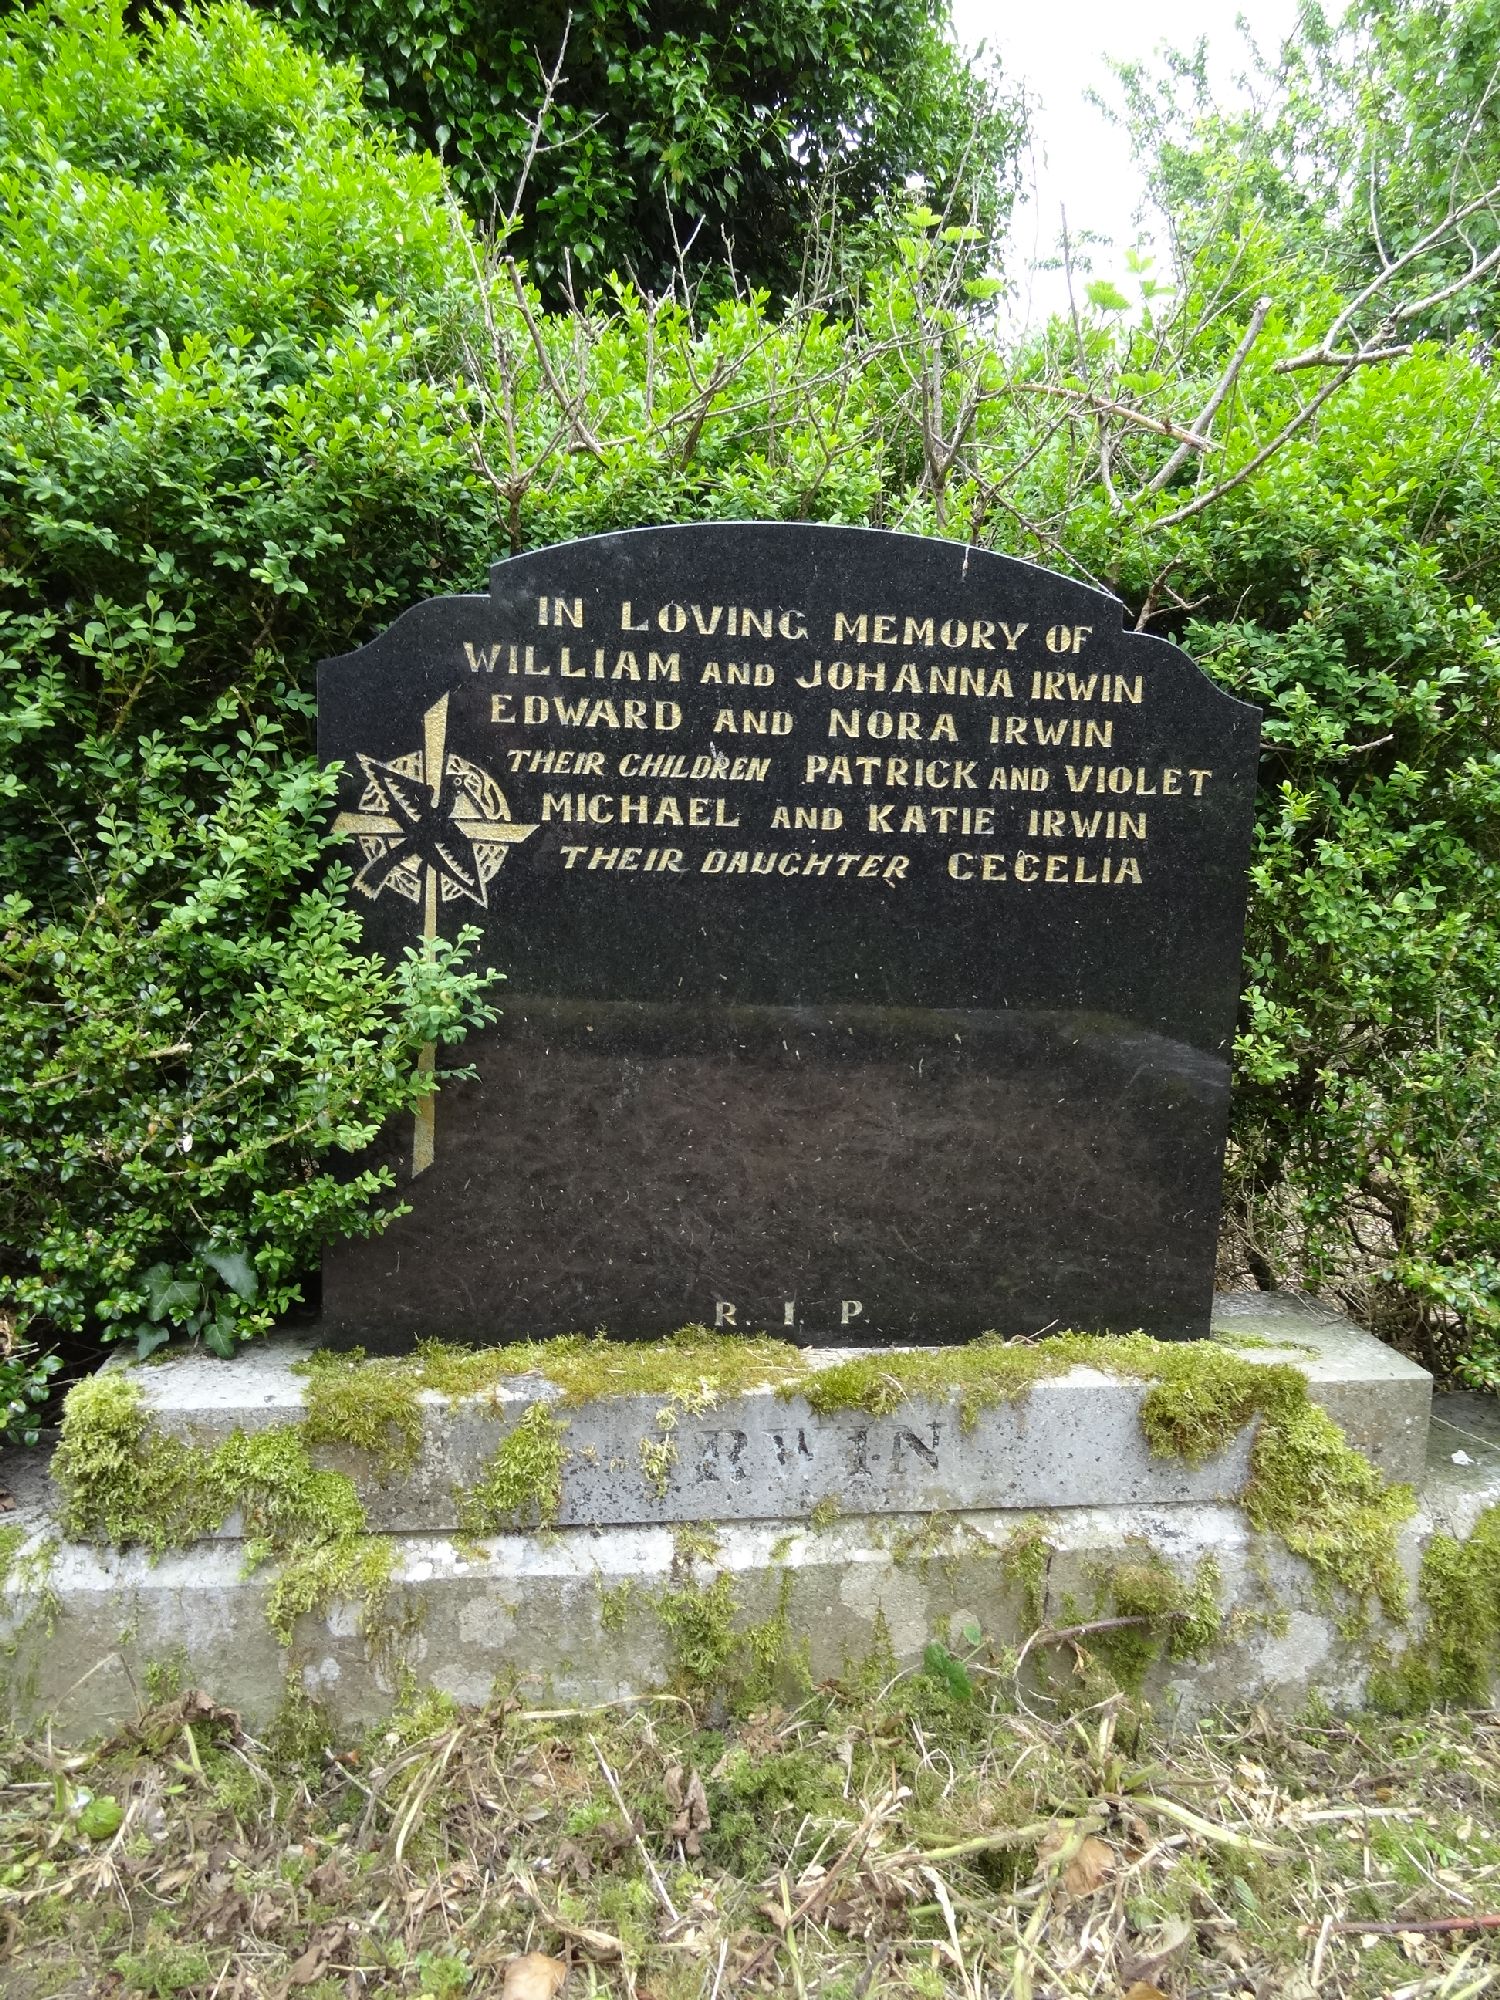 IN LOVING MEMORY OF
WILLIAM AND JOHANNA IRWIN
EDWARD AND NORA IRWIN
THEIR CHILDREN PATRICK AND VIOLET
MICHAEL AND KATIE IRWIN
THEIR DAUGHTER CECELIA
R. I. P.
IRWIN